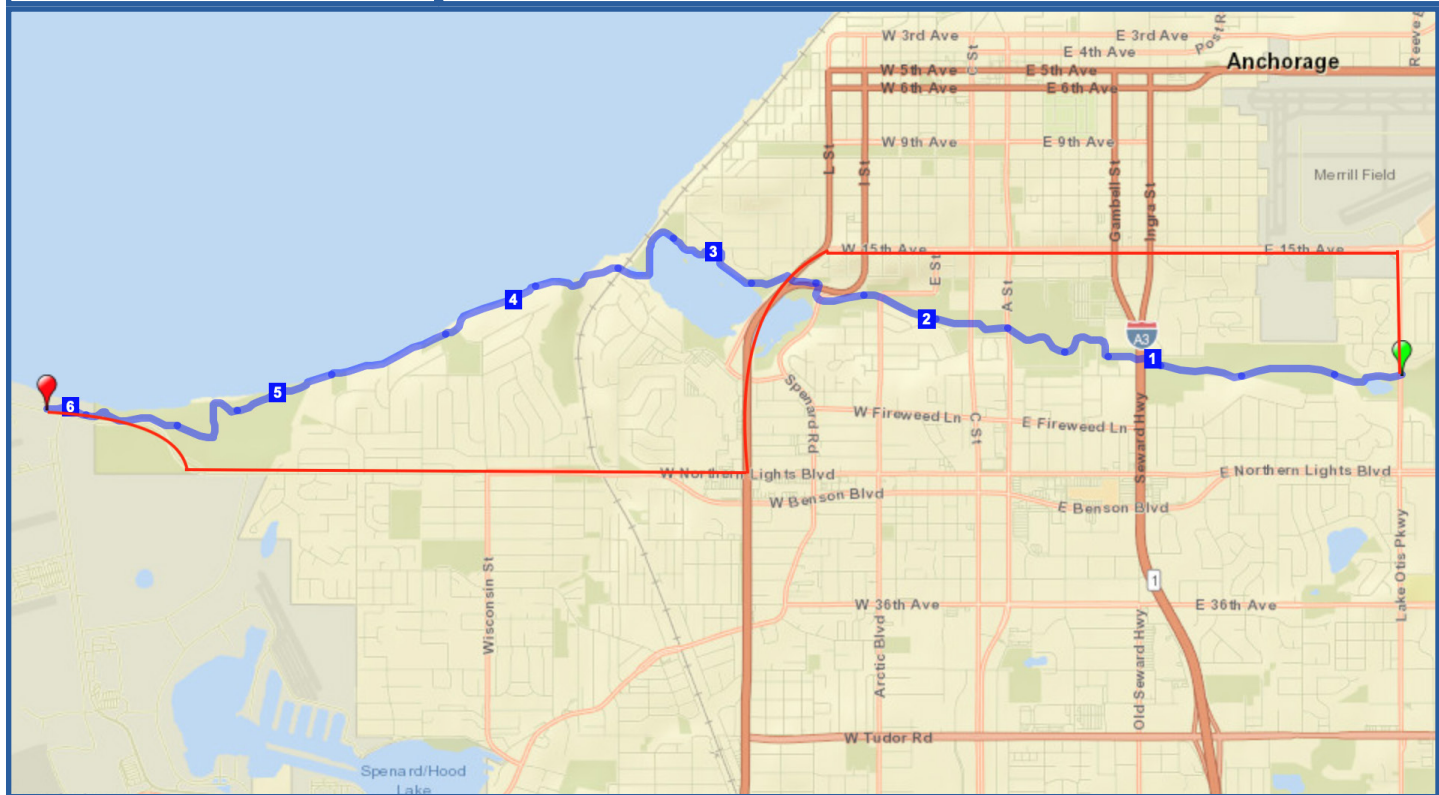 W 3rd Ave
E 3rd Ave
E 4th Ave
C St
Anchorage
W 5th Ave
E 5th Ave
W 6th Ave
E 6th Ave
W 9th Ave
E 9th Ave
L St
I St
Gambell St
Ingra St
Merrill Field
W 15th Ave
E 15th Ave
E St
A St
3
4
2
A3
1
5
6
Spenard Rd
W Fireweed Ln
E Fireweed Ln
C St
Seward Hwy
W Northern Lights Blvd
E Northern Lights Blvd
W Benson Blvd
E Benson Blvd
Lake Otis Pkwy
Wisconsin St
1
W 36th Ave
E 36th Ave
Arctic Blvd
Old Seward Hwy
W Tudor Rd
Spenard/Hood
Lake